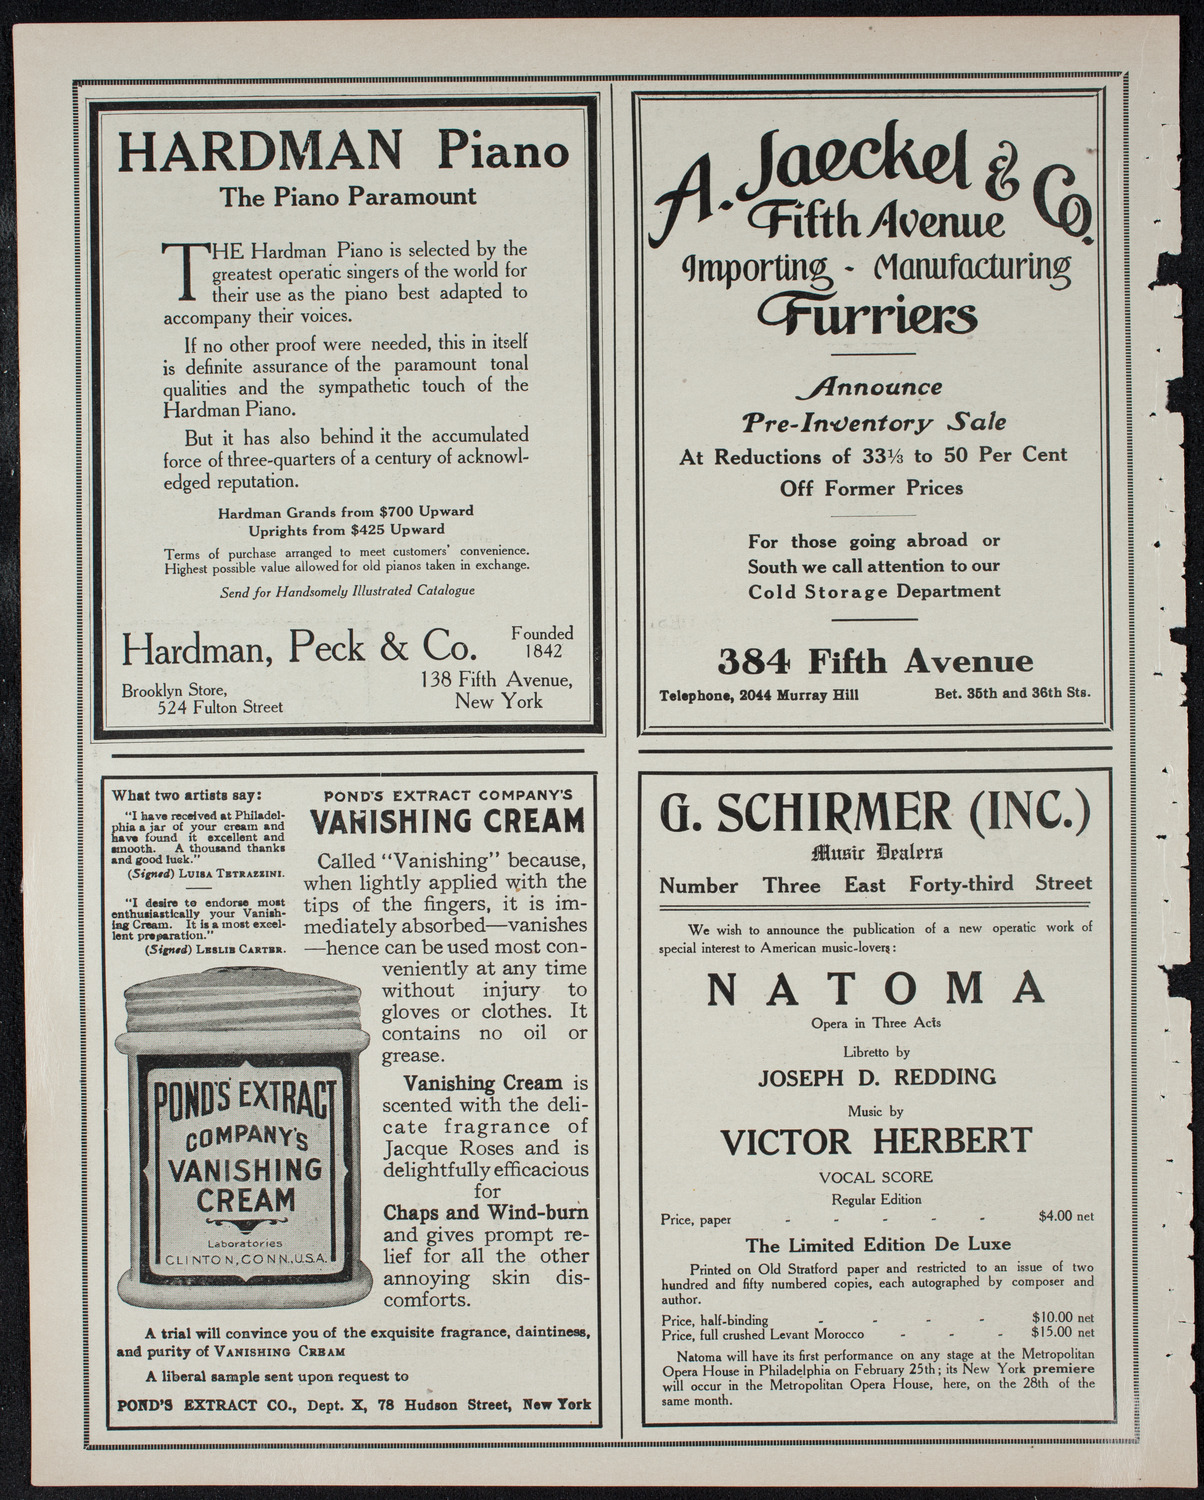 HARDMAN Piano
The Piano Paramount
THE Hardman Piano is selected by the
greatest operatic singers of the world for
their use as the piano best adapted to
accompany their voices.
If no other proof were needed, this in itself
is definite assurance of the paramount tonal
qualities and the sympathetic touch of the
Hardman Piano.
But it has also behind it the accumulated
force of three-quarters of a century of acknowl-
edged reputation.
Hardman Grands from $700 Upward
Uprights from $425 Upward
Terms of purchase arranged to meet customers' convenience.
Highest possible value allowed for old pianos taken in exchange.
Send for Handsomely Illustrated Catalogue
Hardman, Peck & Co. Founded
1842
138 Fifth Avenue,
New York
Brooklyn Store,
524 Fulton Street
A. Jaeckel & Co.
Fifth Avenue
Importing - Manufacturing
Furriers
Announce
Pre-Inventory Sale
At Reductions of 33⅓ to 50 Per Cent
Off Former Prices
For those going abroad or
South we call attention to our
Cold Storage Department
384 Fifth Avenue
Telephone, 2044 Murray Hill Bet. 35th and 36th Sts.
What two artists say:
"I have received at Philadel-
phia a jar of your cream and
have found it excellent and
smooth. A thousand thanks
and good luck."
(Signed) LUISA TETRAZZINI.
"I desire to endorse most
enthusiastically your Vanish-
ing Cream. It is a most excel-
lent preparation."
(Signed) LESLIE CARTER.
POND'S EXTRACT COMPANY'S
VANISHING CREAM
Called "Vanishing" because,
when lightly applied with the
tips of the fingers, it is im-
mediately absorbed—vanishes
—hence can be used most con-
veniently at any time
without injury to
gloves or clothes. It
contains no oil or
grease.
Vanishing Cream is
scented with the deli-
cate fragrance of
Jacque Roses and is
delightfully efficacious
for
Chaps and Wind-burn
and gives prompt re-
lief for all the other
annoying skin dis-
comforts.
POND'S EXTRACT
COMPANY'S
VANISHING
CREAM
Laboratories
CLINTON, CONN., U.S.A.
A trial will convince you of the exquisite fragrance, daintiness,
and purity of VANISHING CREAM
A liberal sample sent upon request to
POND'S EXTRACT CO., Dept. X, 78 Hudson Street, New York
G. SCHIRMER (INC.)
Music Dealers
Number Three East Forty-third Street
We wish to announce the publication of a new operatic work of
special interest to American music-lovers:
NATOMA
Opera in Three Acts
Libretto by
JOSEPH D. REDDING
Music by
VICTOR HERBERT
VOCAL SCORE
Regular Edition
Price, paper - - - - - $4.00 net
The Limited Edition De Luxe
Printed on Old Stratford paper and restricted to an issue of two
hundred and fifty numbered copies, each autographed by composer and
author.
Price, half-binding - - - - $10.00 net
Price, full crushed Levant Morocco - - - $15.00 net
Natoma will have its first performance on any stage at the Metropolitan
Opera House in Philadelphia on February 25th; its New York premiere
will occur in the Metropolitan Opera House, here, on the 28th of the
same month.